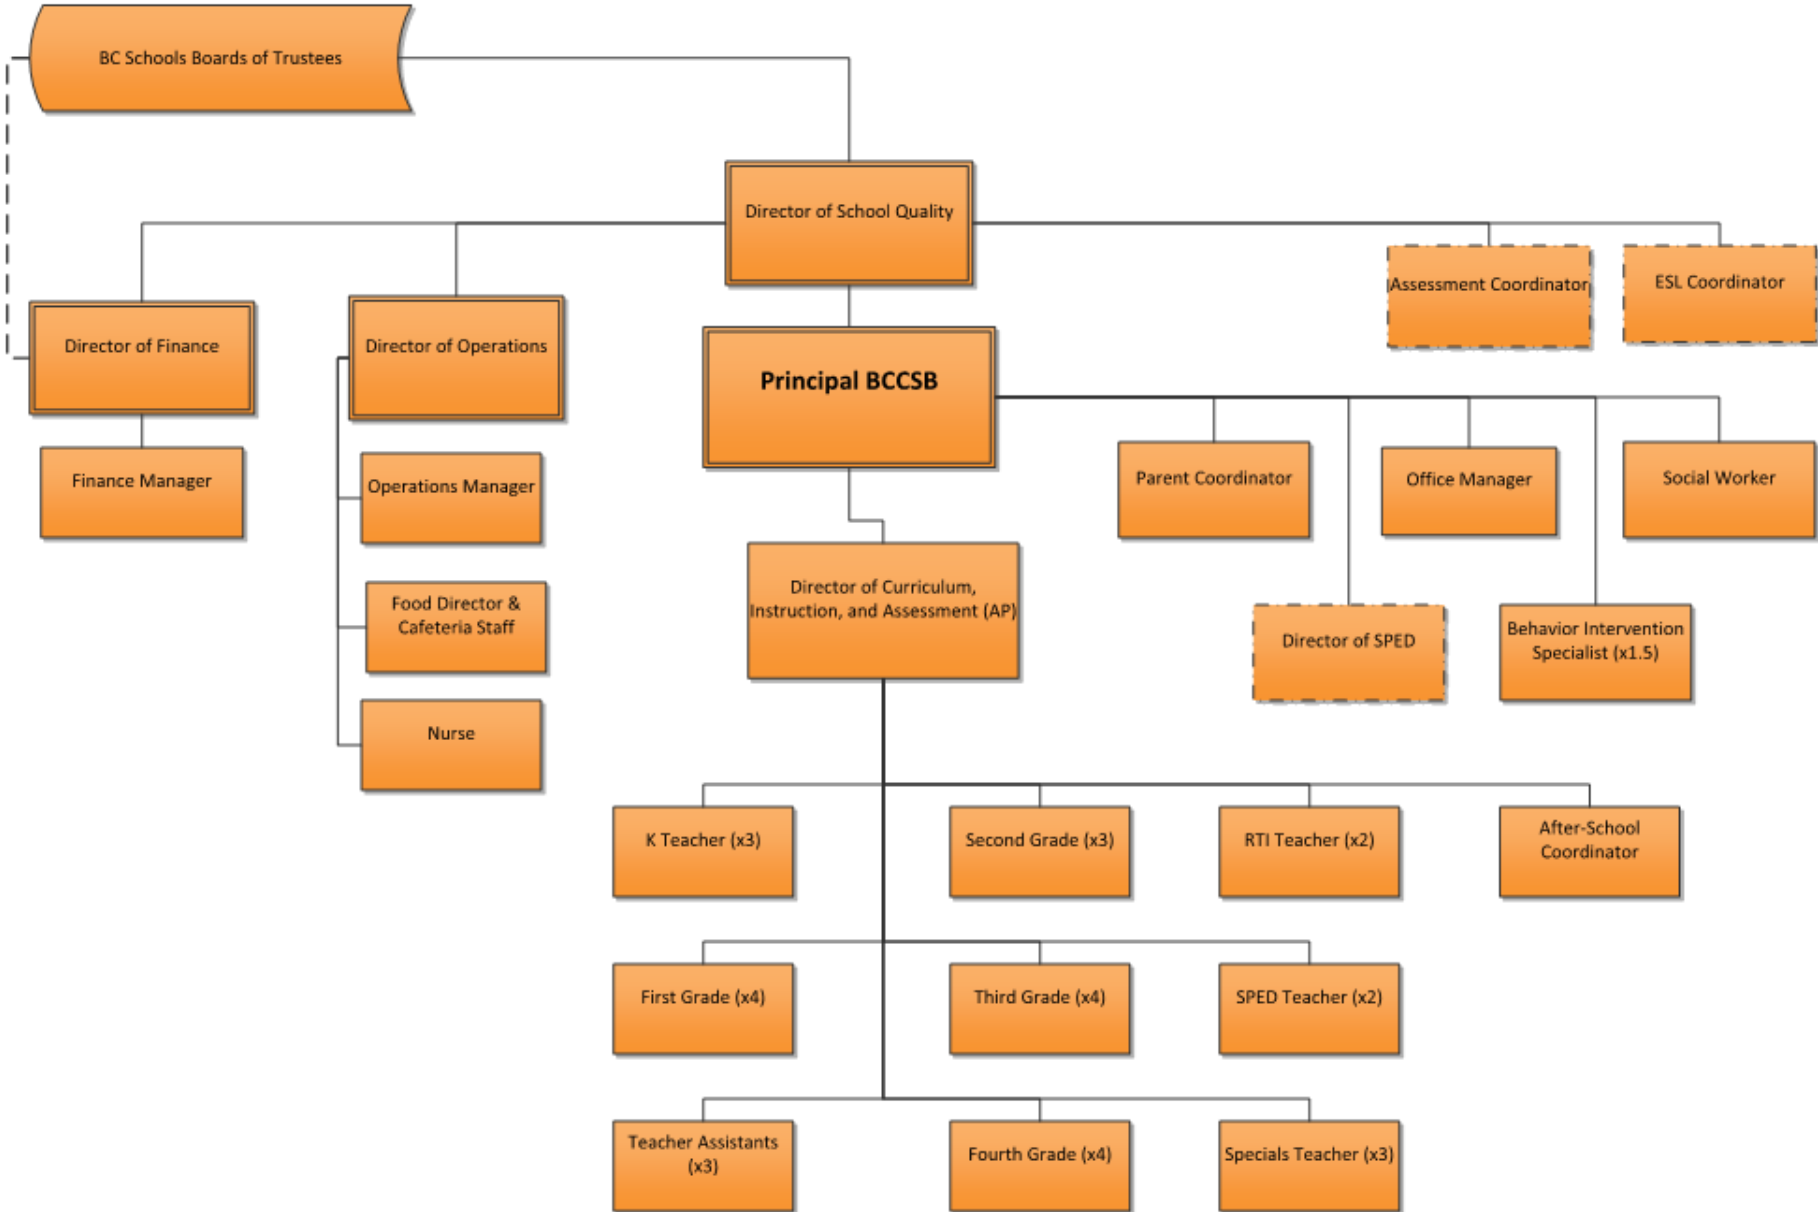 BC Schools Boards of Trustees
Director of School Quality
Assessment Coordinator
ESL Coordinator
Director of Finance
Director of Operations
Principal BCCSB
Finance Manager
Operations Manager
Parent Coordinator
Office Manager
Social Worker
Food Director &
Cafeteria Staff
Director of Curriculum,
Instruction, and Assessment (AP)
Director of SPED
Behavior Intervention
Specialist (x1.5)
Nurse
K Teacher (x3)
Second Grade (x3)
RTI Teacher (x2)
After-School
Coordinator
First Grade (x4)
Third Grade (x4)
SPED Teacher (x2)
Teacher Assistants
(x3)
Fourth Grade (x4)
Specials Teacher (x3)